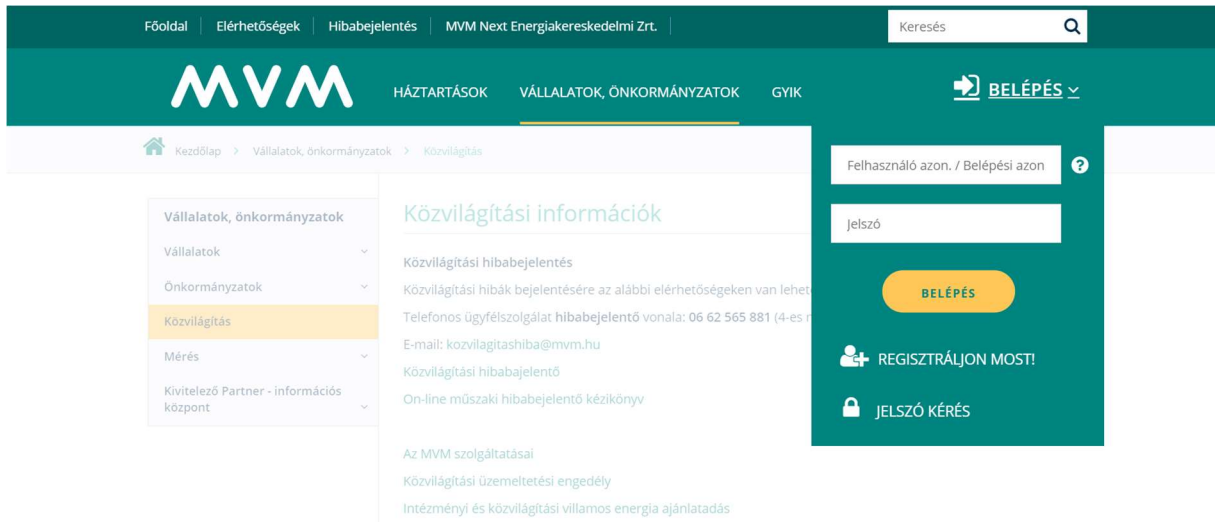 Főoldal Elérhetőségek Hibabejelentés MVM Next Energiakereskedelmi Zrt. Keresés
MVM HÁZTARTÁSOK VÁLLALATOK, ÖNKORMÁNYZATOK GYIK BELÉPÉS
Kezdőlap > Vállalatok, önkormányzatok > Közvilágítás
Felhasználó azon. / Belépési azon
Jelszó
BELÉPÉS
REGISZTRÁLJON MOST!
JELSZÓ KÉRÉS
Vállalatok, önkormányzatok
Vállalatok
Önkormányzatok
Közvilágítás
Mérés
Kivitelező Partner - információs
központ
Közvilágítási információk
Közvilágítási hibabejelentés
Közvilágítási hibák bejelentésére az alábbi elérhetőségeken van
Telefonos ügyfélszolgálat hibabejelentő vonala: 06 62 565 881 (4-es
E-mail: kozvilagitashiba@mvm.hu
Közvilágítási hibabajelentő
On-line műszaki hibabejelentő kézikönyv
Az MVM szolgáltatásai
Közvilágítási üzemeltetési engedély
Intézményi és közvilágítási villamos energia ajánlatadás